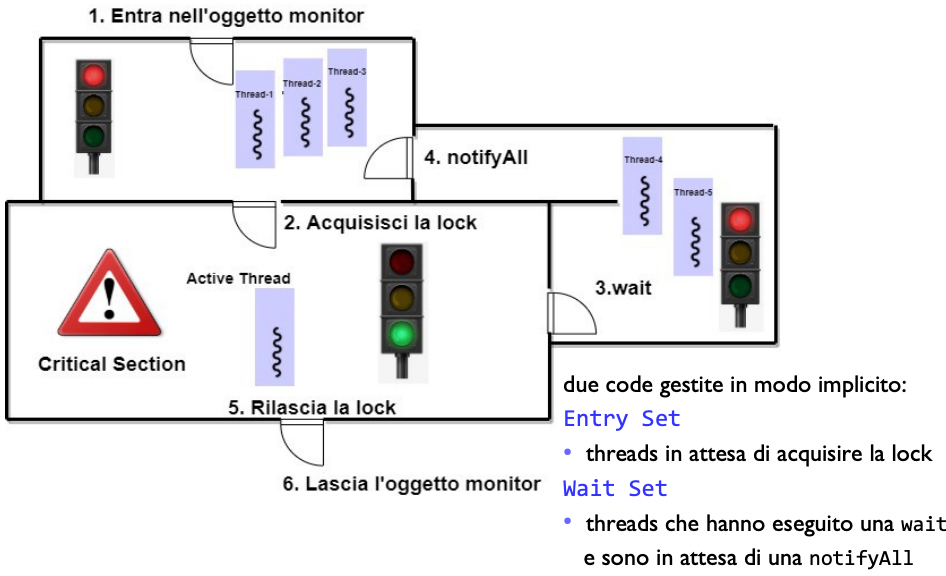 1. Entra nell'oggetto monitor
Thread-1
Thread-2
Thread-3
4. notifyAll
Thread-4
Thread-5
2. Acquisisci la lock
Active Thread
3.wait
Critical Section
5. Rilascia la lock
6. Lascia l'oggetto monitor
due code gestite in modo implicito:
Entry Set
• threads in attesa di acquisire la lock
Wait Set
• threads che hanno eseguito una wait
e sono in attesa di una notifyAll